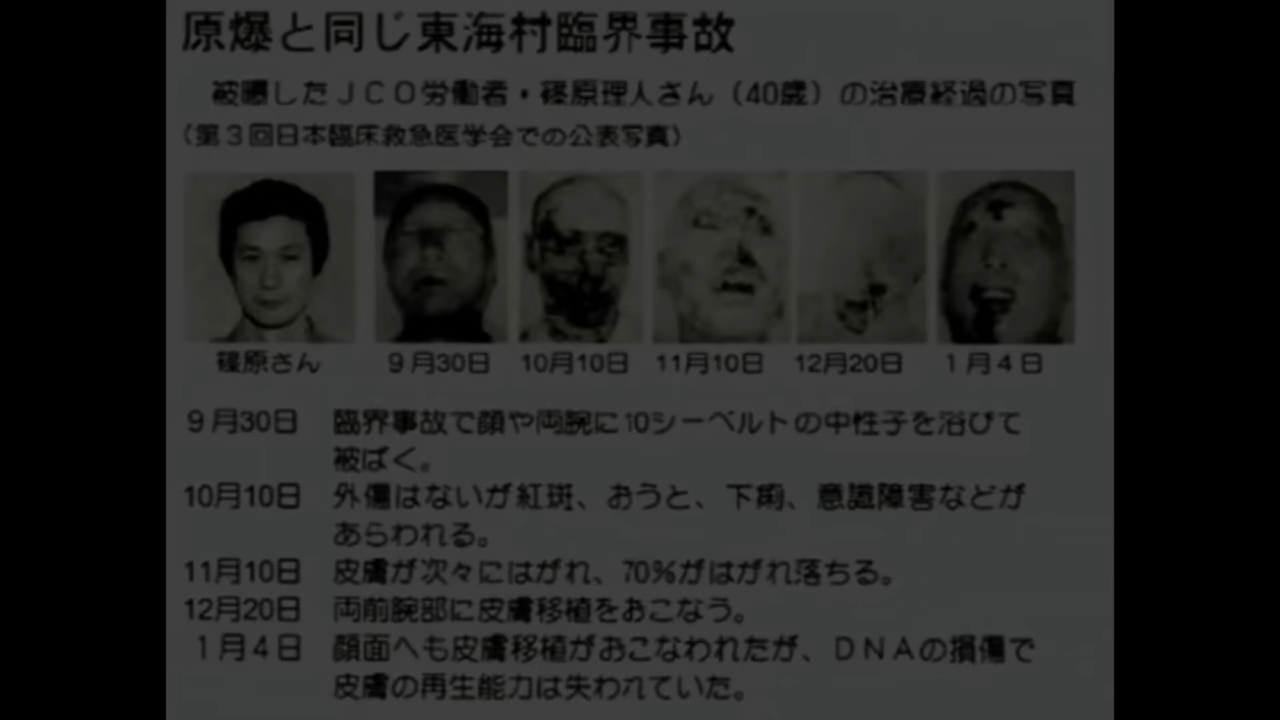 原爆と同じ東海村臨界事故
被曝したJCO労働者・篠原理人さん（40歳）の治療経過の写真
（第３回日本臨床救急医学会での公表写真）
篠原さん　９月30日　10月10日　11月10日　12月20日　１月４日
９月30日　臨界事故で顔や両腕に10シーベルトの中性子を浴びて
被ばく。
10月10日　外傷はないが紅斑、おうと、下痢、意識障害などが
あらわれる。
11月10日　皮膚が次々にはがれ、70％がはがれ落ちる。
12月20日　両前腕部に皮膚移植をおこなう。
１月４日　顔面へも皮膚移植がおこなわれたが、ＤＮＡの損傷で
皮膚の再生能力は失われていた。